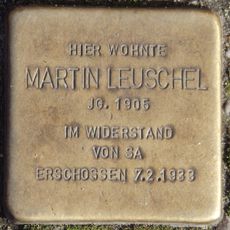 HIER WOHNTE
MARTIN LEUSCHEL
JG. 1905
IM WIDERSTAND
VON SA
ERSCHOSSEN 7.2.1933